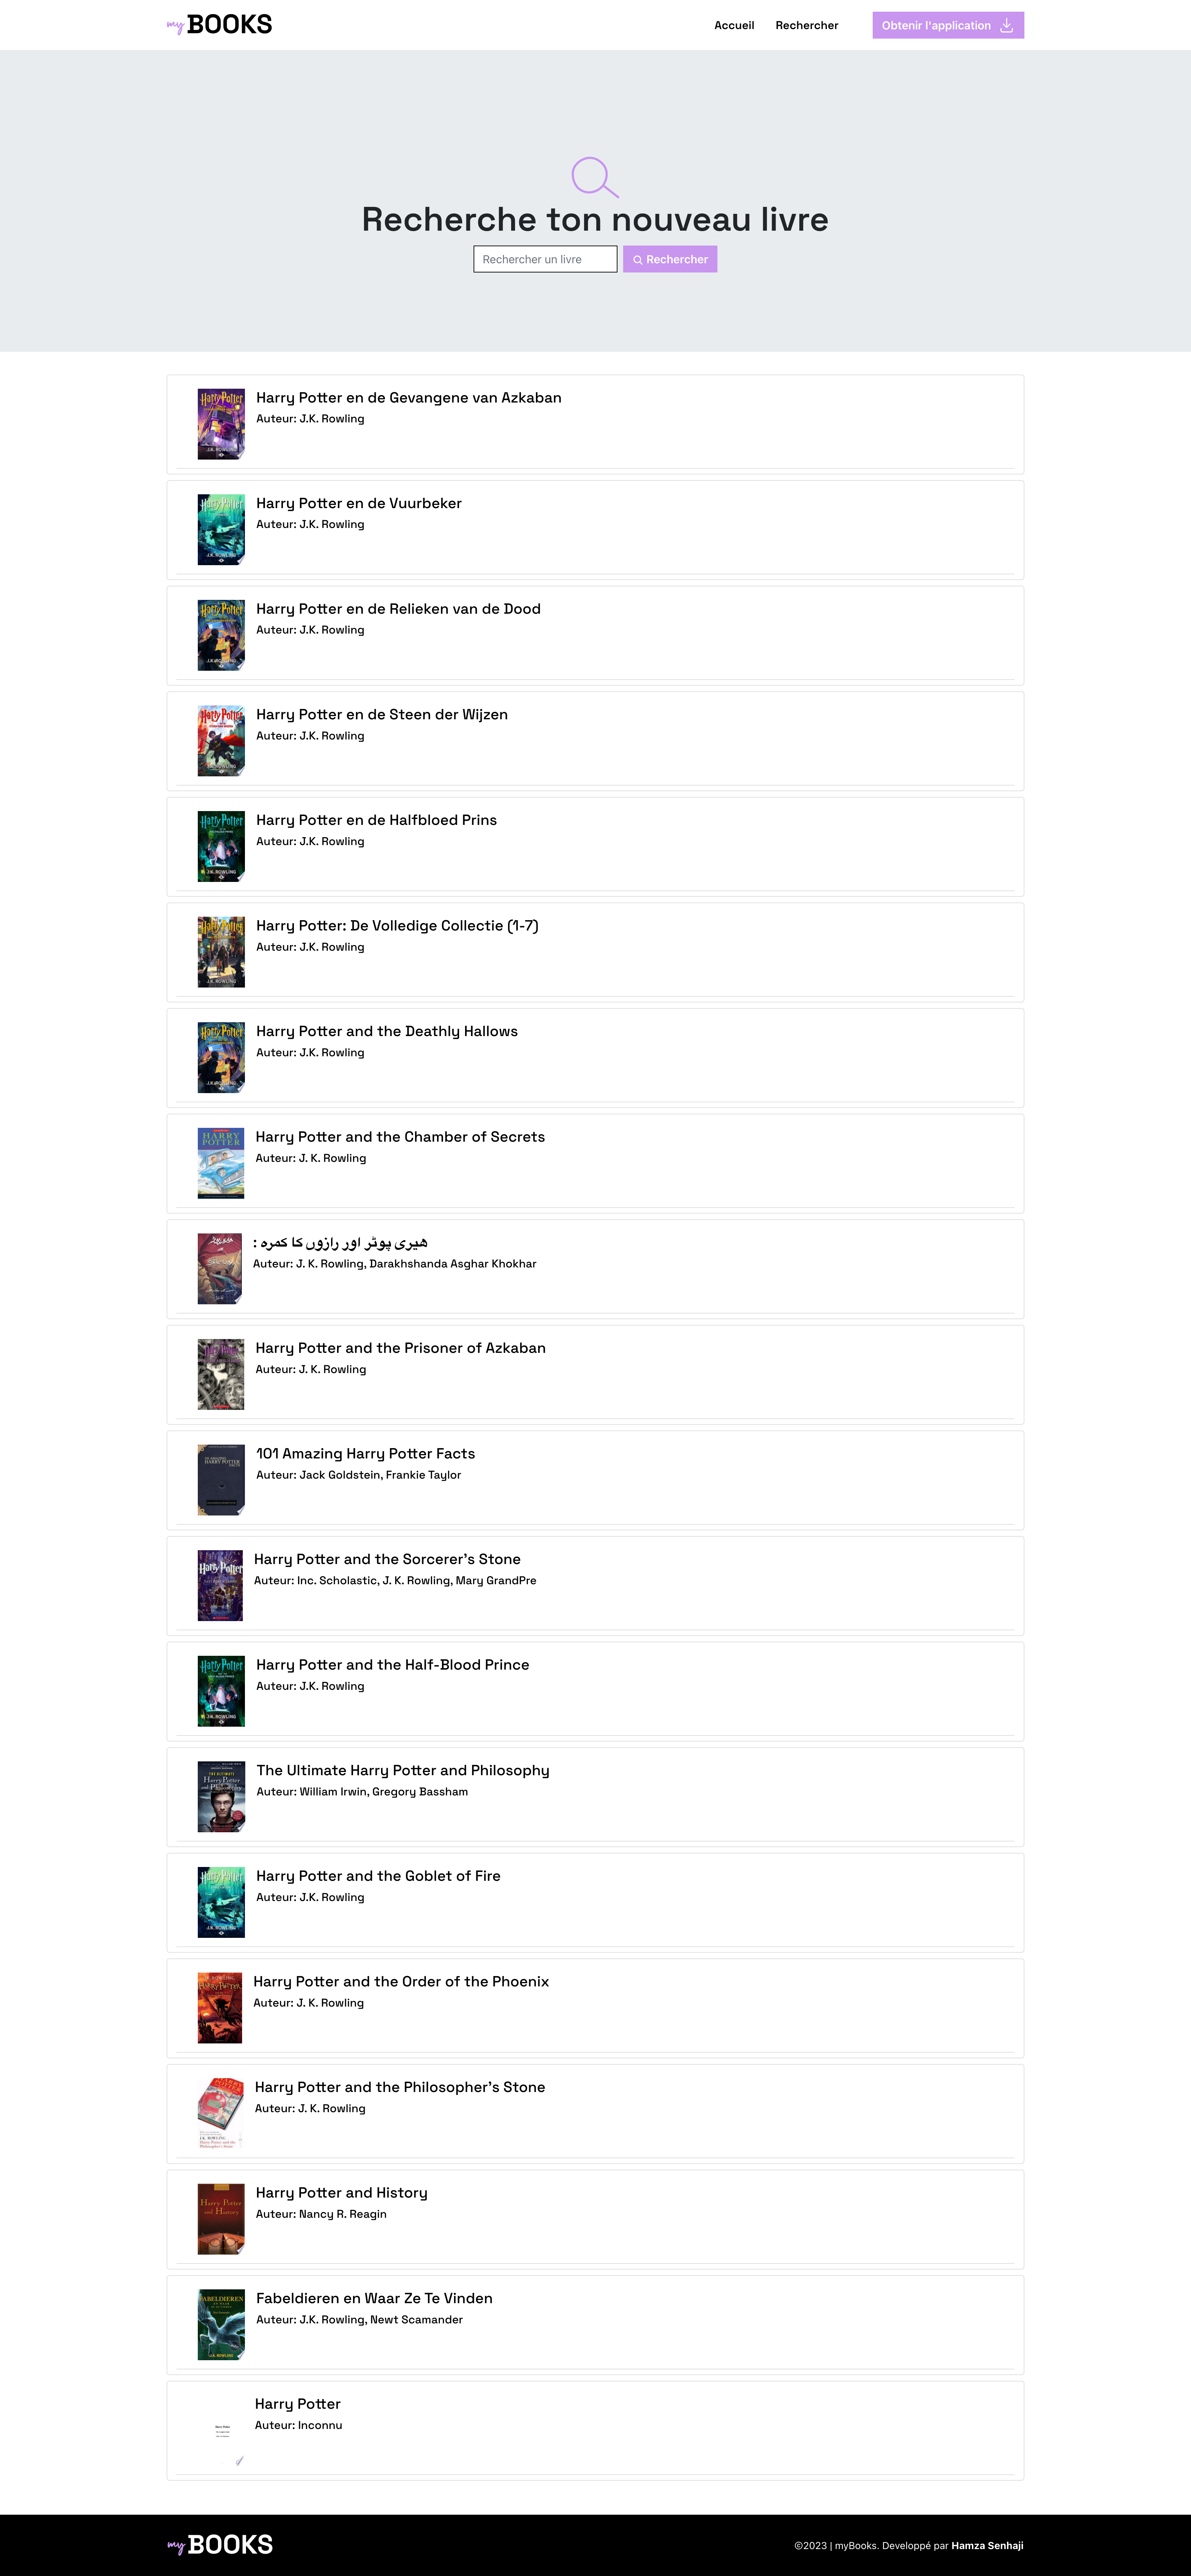 my BOOKS
Accueil
Rechercher
Obtenir l'application
Recherche ton nouveau livre
Rechercher un livre
Rechercher
Harry Potter en de Gevangene van Azkaban
Auteur: J.K. Rowling
Harry Potter en de Vuurbeker
Auteur: J.K. Rowling
Harry Potter en de Relieken van de Dood
Auteur: J.K. Rowling
Harry Potter en de Steen der Wijzen
Auteur: J.K. Rowling
Harry Potter en de Halfbloed Prins
Auteur: J.K. Rowling
Harry Potter: De Volledige Collectie (1-7)
Auteur: J.K. Rowling
Harry Potter and the Deathly Hallows
Auteur: J.K. Rowling
Harry Potter and the Chamber of Secrets
Auteur: J. K. Rowling
هیری پوٹر اور رازوں کا کمره :
Auteur: J. K. Rowling, Darakhshanda Asghar Khokhar
Harry Potter and the Prisoner of Azkaban
Auteur: J. K. Rowling
101 Amazing Harry Potter Facts
Auteur: Jack Goldstein, Frankie Taylor
Harry Potter and the Sorcerer's Stone
Auteur: Inc. Scholastic, J. K. Rowling, Mary GrandPre
Harry Potter and the Half-Blood Prince
Auteur: J.K. Rowling
The Ultimate Harry Potter and Philosophy
Auteur: William Irwin, Gregory Bassham
Harry Potter and the Goblet of Fire
Auteur: J.K. Rowling
Harry Potter and the Order of the Phoenix
Auteur: J. K. Rowling
Harry Potter and the Philosopher's Stone
Auteur: J. K. Rowling
Harry Potter and History
Auteur: Nancy R. Reagin
Fabeldieren en Waar Ze Te Vinden
Auteur: J.K. Rowling, Newt Scamander
Harry Potter
Auteur: Inconnu
my BOOKS
©2023 | myBooks. Developpé par Hamza Senhaji